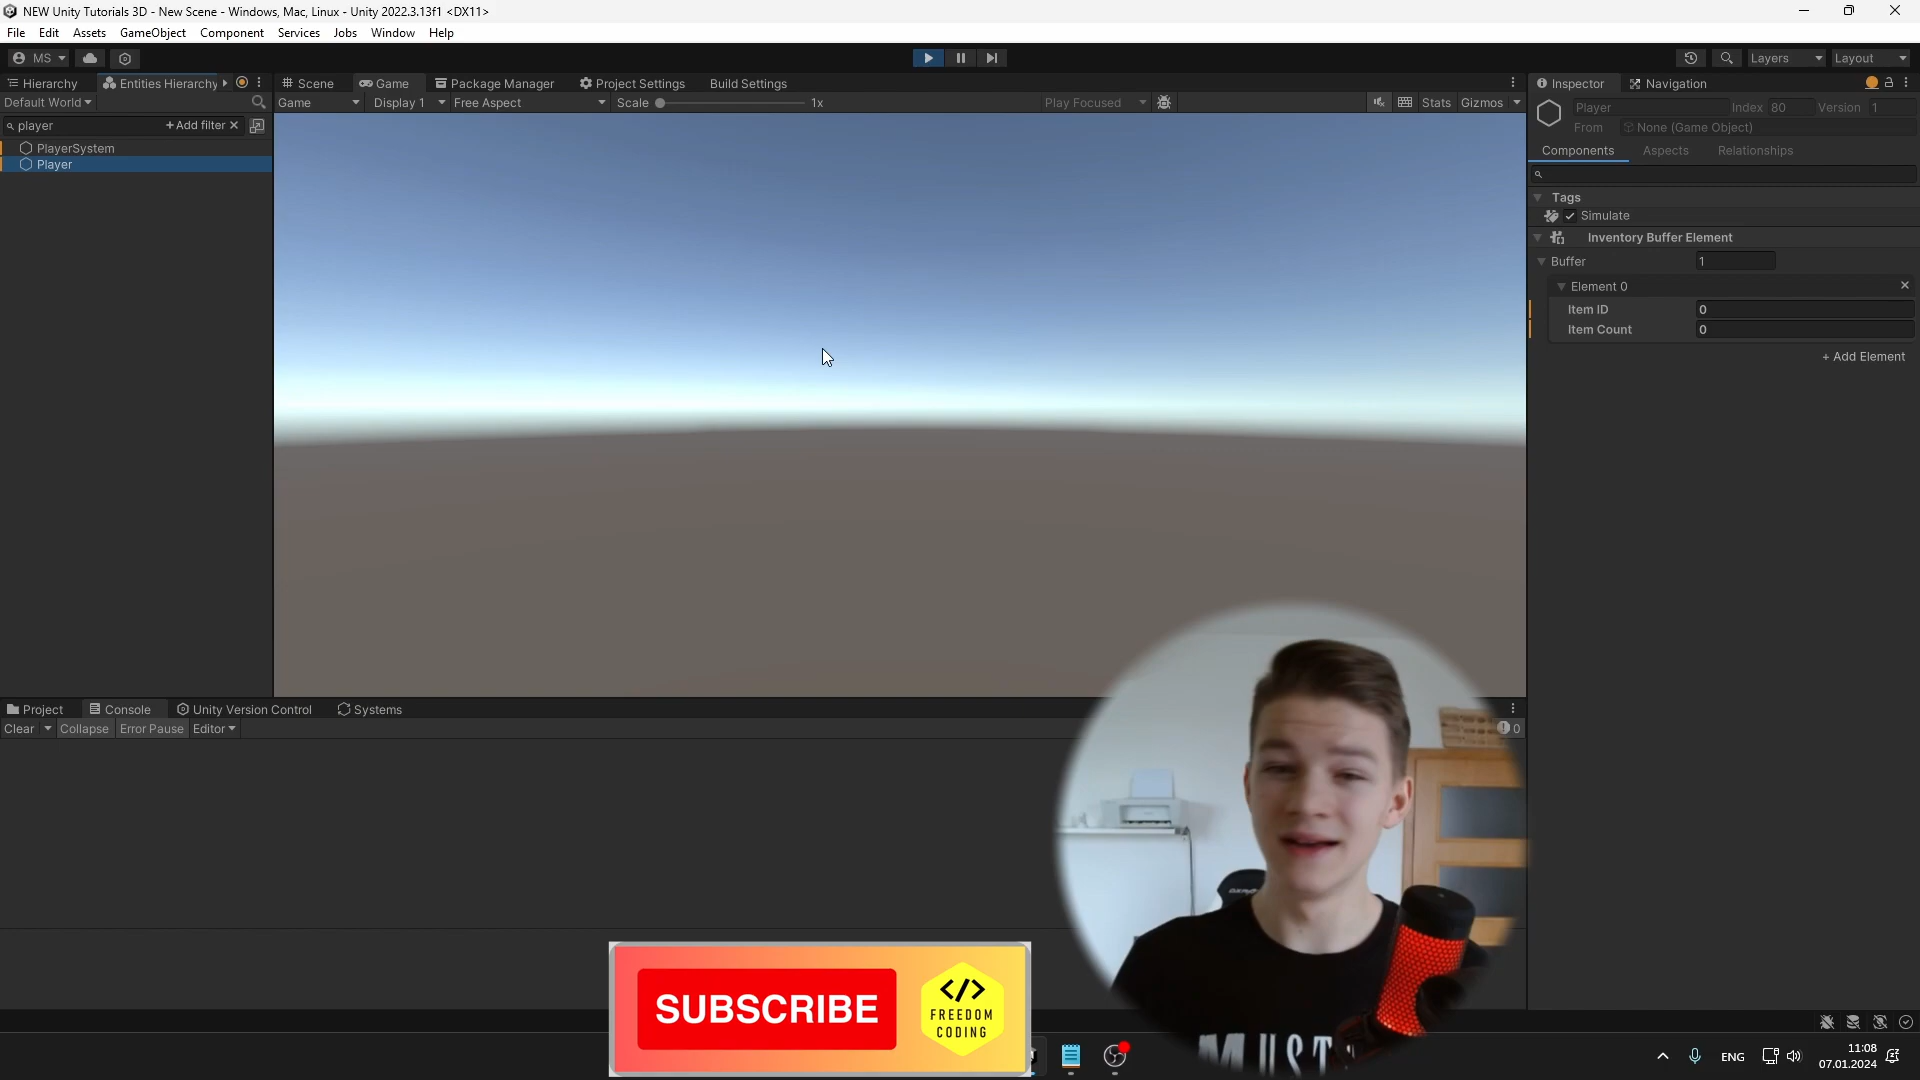 NEW Unity Tutorials 3D - New Scene - Windows, Mac, Linux - Unity 2022.3.13f1 <DX11>
File Edit Assets GameObject Component Services Jobs Window Help
MS
Layers Layout
Hierarchy Entities Hierarchy
Scene Game Package Manager Project Settings Build Settings
Inspector Navigation
Default World
Game Display 1 Free Aspect Scale 1x Play Focused Stats Gizmos
player + Add filter
PlayerSystem
Player
Player Index 80 Version 1
From None (Game Object)
Components Aspects Relationships
Tags
Simulate
Inventory Buffer Element
Buffer 1
Element 0
Item ID 0
Item Count 0
+ Add Element
Project Console Unity Version Control Systems
Clear Collapse Error Pause Editor
0
SUBSCRIBE
</>
FREEDOM
CODING
MUST
ENG
11:08
07.01.2024